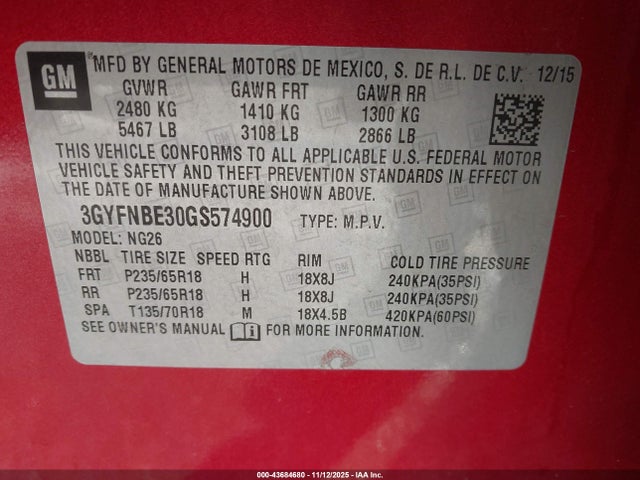 GM MFD BY GENERAL MOTORS DE MEXICO, S. DE R.L. DE C.V. 12/15
GVWR GAWR FRT GAWR RR
2480 KG 1410 KG 1300 KG
5467 LB 3108 LB 2866 LB
THIS VEHICLE CONFORMS TO ALL APPLICABLE U.S. FEDERAL MOTOR
VEHICLE SAFETY AND THEFT PREVENTION STANDARDS IN EFFECT ON
THE DATE OF MANUFACTURE SHOWN ABOVE.
3GYFNBE30GS574900 TYPE: M.P.V.
MODEL: NG26
NBBL TIRE SIZE SPEED RTG RIM COLD TIRE PRESSURE
FRT P235/65R18 H 18X8J 240KPA(35PSI)
RR P235/65R18 H 18X8J 240KPA(35PSI)
SPA T135/70R18 M 18X4.5B 420KPA(60PSI)
SEE OWNER'S MANUAL FOR MORE INFORMATION.
000-43684680 - 11/12/2025 - IAA Inc.